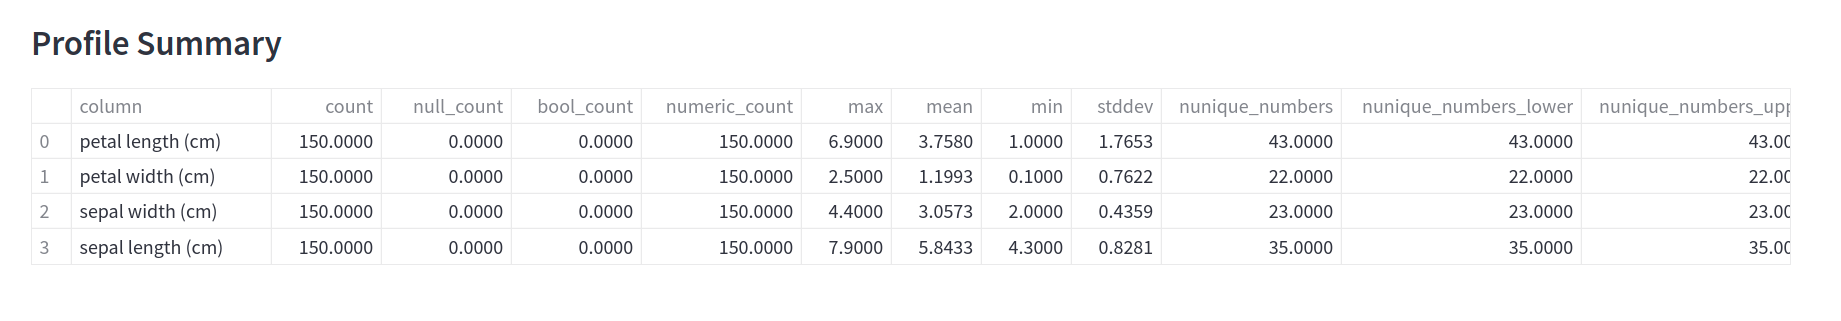 Profile Summary
column count null_count bool_count numeric_count max mean min stddev nunique_numbers nunique_numbers_lower nunique_numbers_upp
0 petal length (cm) 150.0000 0.0000 0.0000 150.0000 6.9000 3.7580 1.0000 1.7653 43.0000 43.0000 43.00
1 petal width (cm) 150.0000 0.0000 0.0000 150.0000 2.5000 1.1993 0.1000 0.7622 22.0000 22.0000 22.00
2 sepal width (cm) 150.0000 0.0000 0.0000 150.0000 4.4000 3.0573 2.0000 0.4359 23.0000 23.0000 23.00
3 sepal length (cm) 150.0000 0.0000 0.0000 150.0000 7.9000 5.8433 4.3000 0.8281 35.0000 35.0000 35.00